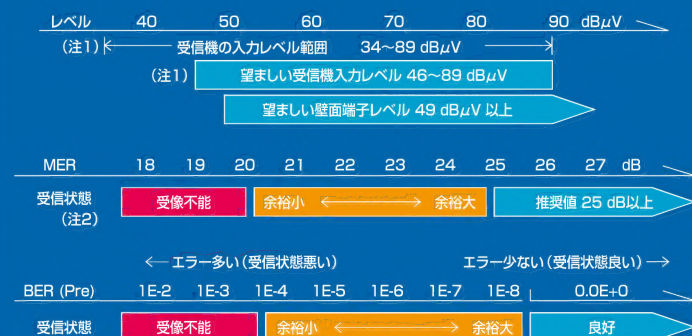 レベル 40 50 60 70 80 90 dBμV
(注1) 受信機の入力レベル範囲 34〜89 dBμV
(注1) 望ましい受信機入力レベル 46〜89 dBμV
望ましい壁面端子レベル 49 dBμV 以上
MER 18 19 20 21 22 23 24 25 26 27 dB
受信状態 受像不能 余裕小 余裕大 推奨値 25 dB以上
(注2)
← エラー多い(受信状態悪い) エラー少ない(受信状態良い) →
BER (Pre) 1E-2 1E-3 1E-4 1E-5 1E-6 1E-7 1E-8 0.0E+0
受信状態 受像不能 余裕小 余裕大 良好